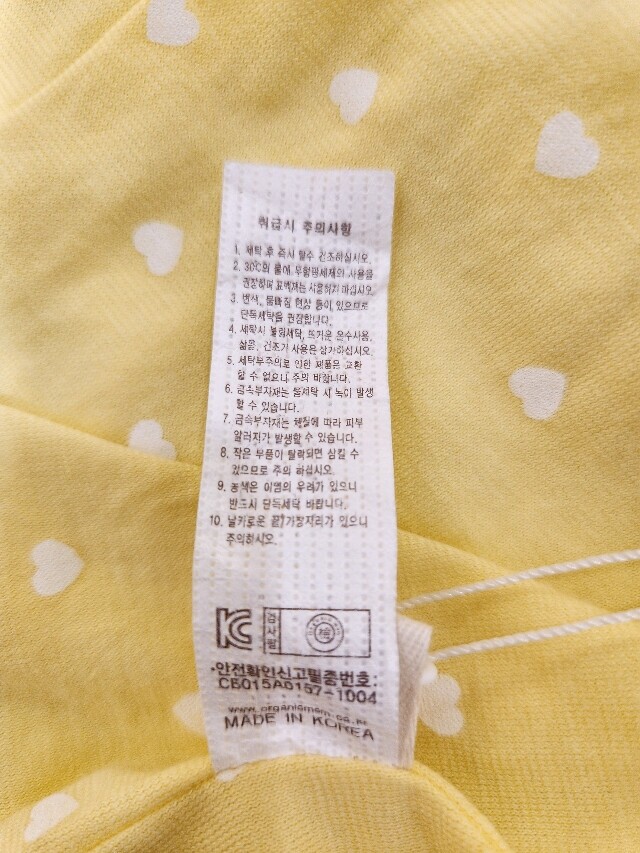 취급시 주의사항
1. 세탁 후 즉시 탈수 건조하십시오.
2. 30℃의 물에, 무형광세제의 사용을
권장하며 표백제는 사용하지 마십시오.
3. 변색, 물빠짐 현상 등이 있으므로
단독세탁을 권장합니다.
4. 세탁시 불림세탁, 뜨거운 온수사용,
삶음, 건조기 사용은 삼가하십시오.
5. 세탁부주의로 인한 제품은 교환
할 수 없으니 주의 바랍니다.
6. 금속부자재는 물세탁 시 녹이 발생
할 수 있습니다.
7. 금속부자재는 체질에 따라 피부
알러지가 발생할 수 있습니다.
8. 작은 부품이 탈락되면 삼킬 수
있으므로 주의 하십시오.
9. 농색은 이염의 우려가 있으니
반드시 단독세탁 바랍니다.
10. 날카로운 끝/가장자리가 있으니
주의하시오.
검사필
•안전확인신고필증번호:
CB015A0157-1004
www.organicmom.co.kr
MADE IN KOREA